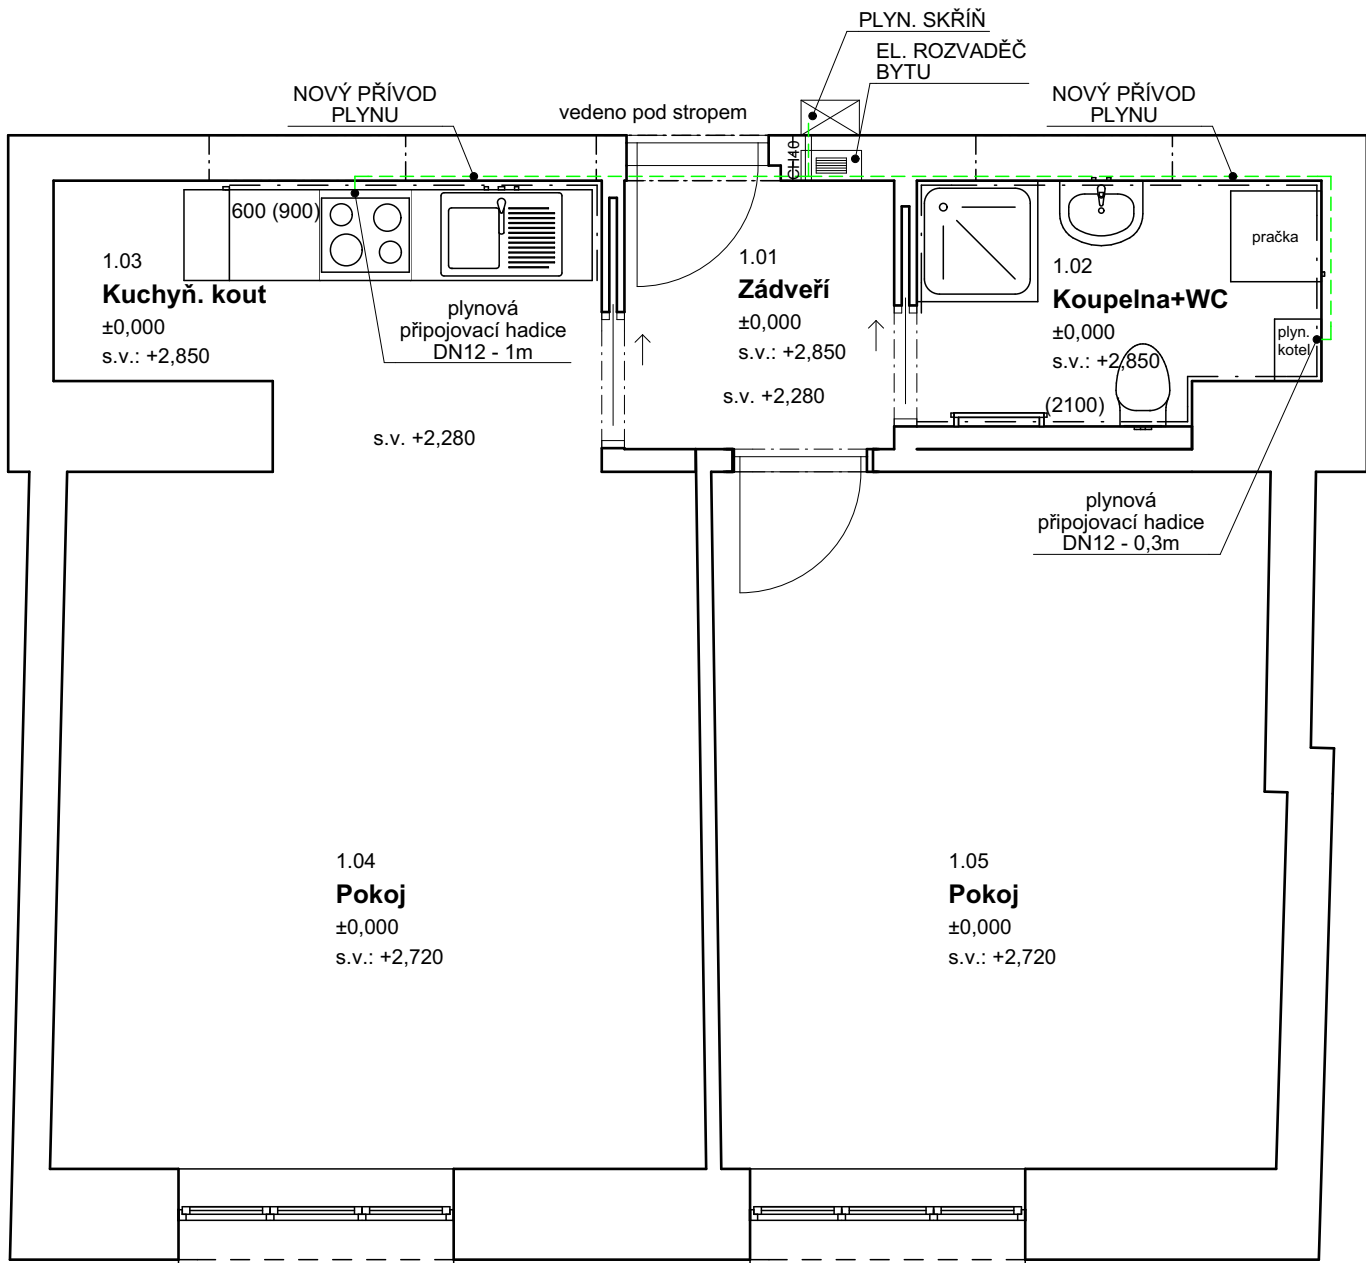 PLYN. SKŘÍŇ
EL. ROZVADĚČ
BYTU
NOVÝ PŘÍVOD
PLYNU
vedeno pod stropem
NOVÝ PŘÍVOD
PLYNU
CH40
600 (900)
1.03
Kuchyň. kout
±0,000
s.v.: +2,850
plynová
připojovací hadice
DN12 - 1m
s.v. +2,280
1.01
Zádveří
±0,000
s.v.: +2,850
s.v. +2,280
1.02
Koupelna+WC
±0,000
s.v.: +2,850
(2100)
pračka
plyn.
kotel
plynová
připojovací hadice
DN12 - 0,3m
1.04
Pokoj
±0,000
s.v.: +2,720
1.05
Pokoj
±0,000
s.v.: +2,720